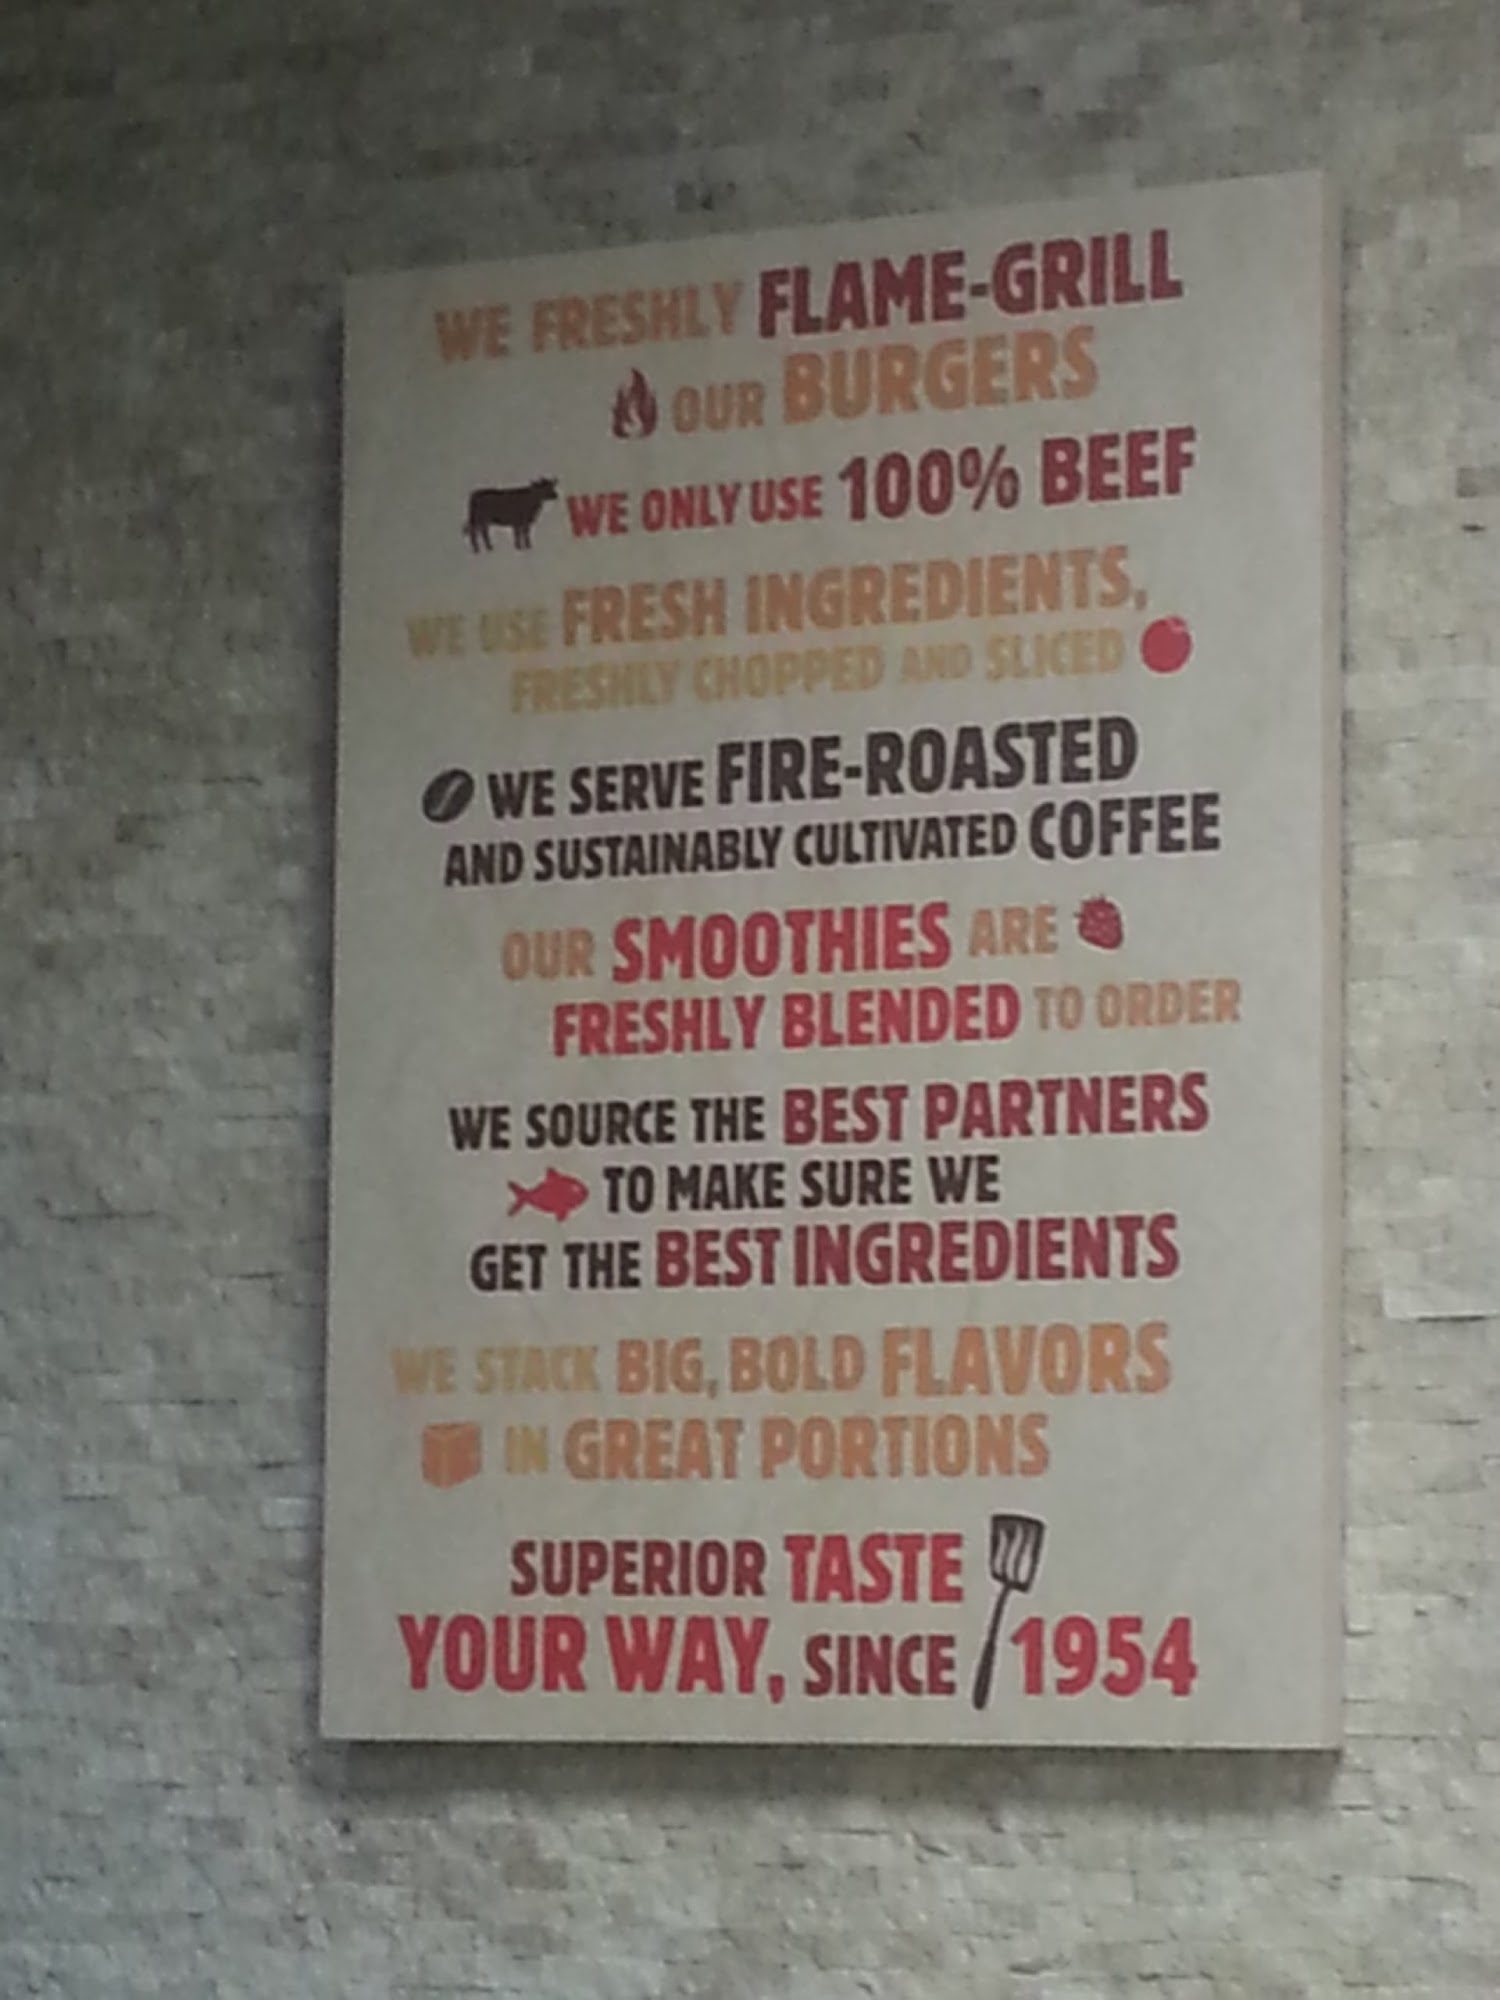 WE FRESHLY FLAME-GRILL
OUR BURGERS
WE ONLY USE 100% BEEF
WE USE FRESH INGREDIENTS,
FRESHLY CHOPPED AND SLICED
WE SERVE FIRE-ROASTED
AND SUSTAINABLY CULTIVATED COFFEE
OUR SMOOTHIES ARE
FRESHLY BLENDED TO ORDER
WE SOURCE THE BEST PARTNERS
TO MAKE SURE WE
GET THE BEST INGREDIENTS
WE STACK BIG, BOLD FLAVORS
IN GREAT PORTIONS
SUPERIOR TASTE
YOUR WAY, SINCE 1954